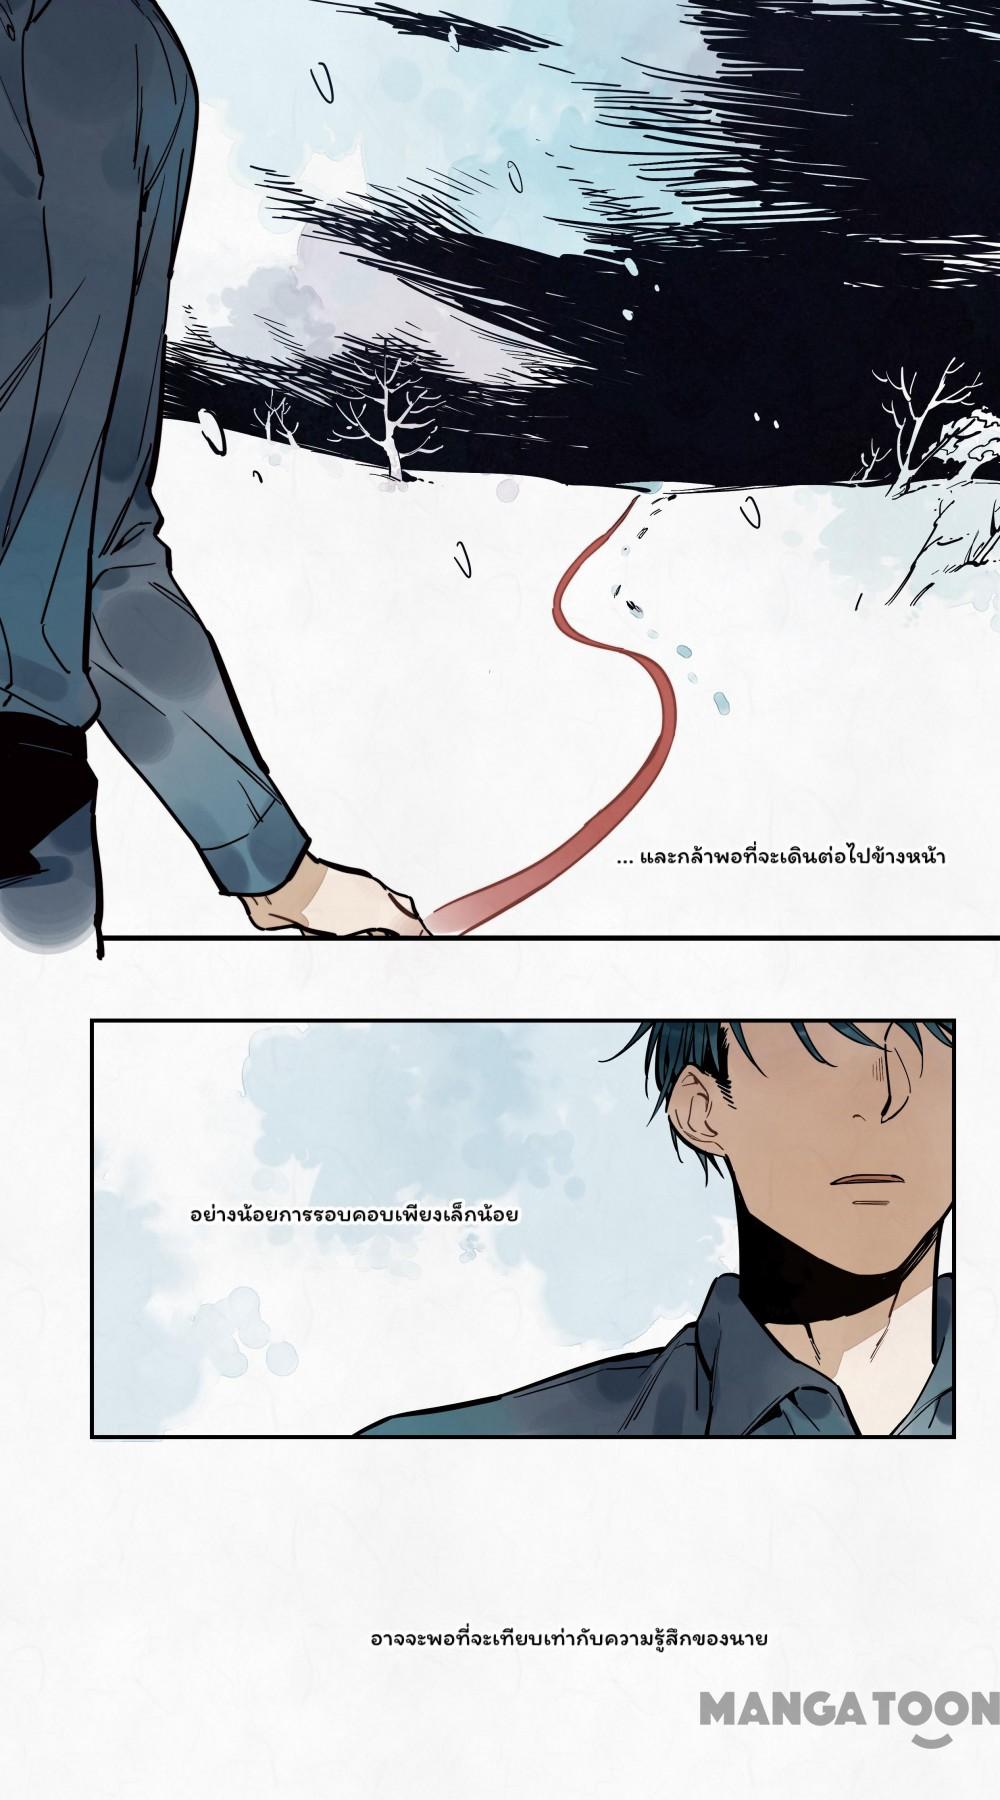 ... และกล้าพอที่จะเดินต่อไปข้างหน้า
อย่างน้อยการรอบคอบเพียงเล็กน้อย
อาจจะพอที่จะเทียบเท่ากับความรู้สึกของนาย
MANGATOON